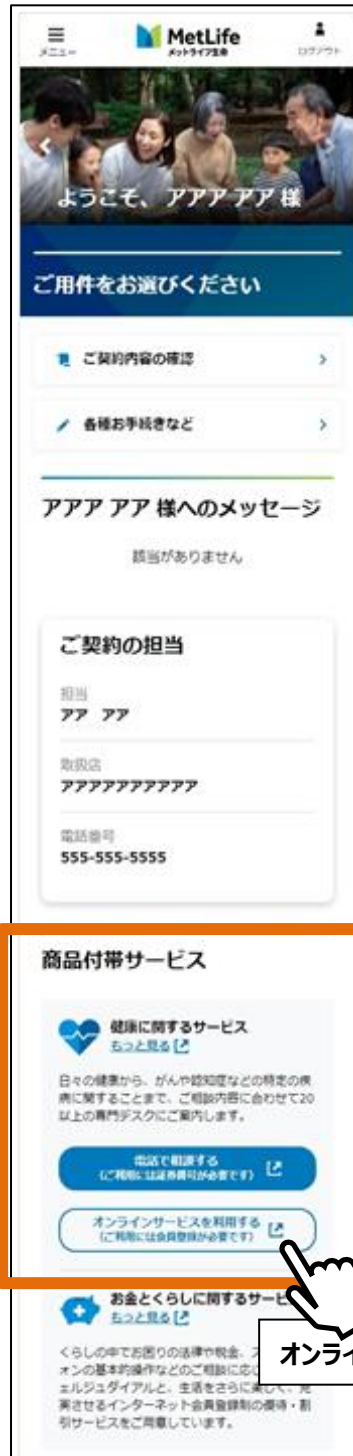 メニュー
MetLife
メットライフ生命
ログアウト
ようこそ、アアア アア 様
ご用件をお選びください
ご契約内容の確認
各種お手続きなど
アアア アア 様へのメッセージ
該当がありません
ご契約の担当
担当
アア アア
取扱店
アアアアアアアアアア
電話番号
555-555-5555
商品付帯サービス
健康に関するサービス
もっと見る
日々の健康から、がんや認知症などの特定の疾
病に関することまで、ご相談内容に合わせて20
以上の専門デスクにご案内します。
電話で相談する
(ご利用には証券番号が必要です)
オンラインサービスを利用する
(ご利用には会員登録が必要です)
お金とくらしに関するサービ
もっと見る
くらしの中でお困りの法律や税金、ス
ォンの基本的操作などのご相談に応じ
オンライ
ェルジュダイアルと、生活をさらに楽しく、充
実させるインターネット会員登録制の優待・割
引サービスをご用意しています。